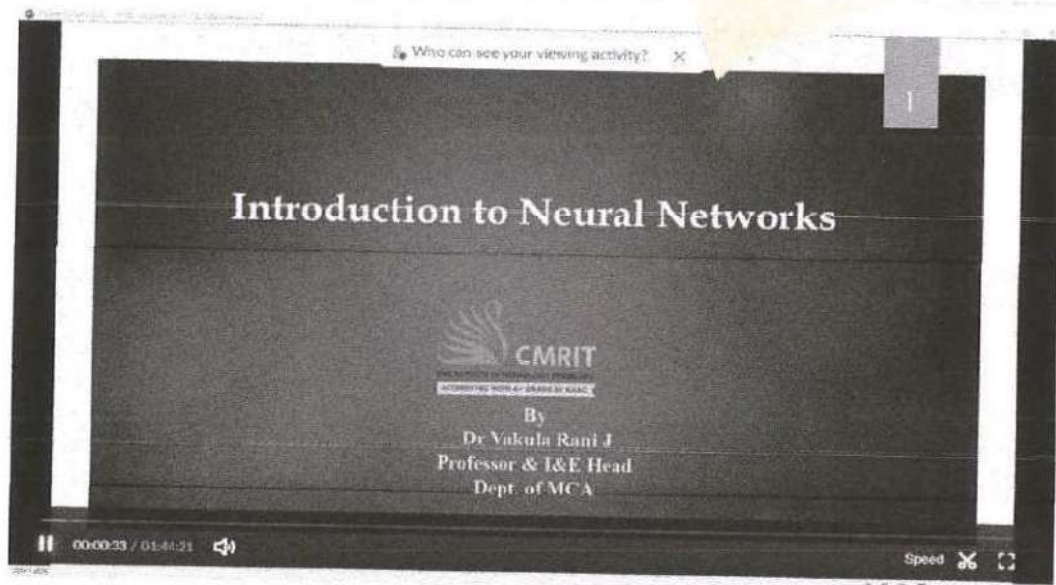 Who can see your viewing activity? ×
1
Introduction to Neural Networks
CMRIT
By
Dr Vakula Rani J
Professor & I&E Head
Dept. of MCA
00:00:33 / 01:44:21
Speed